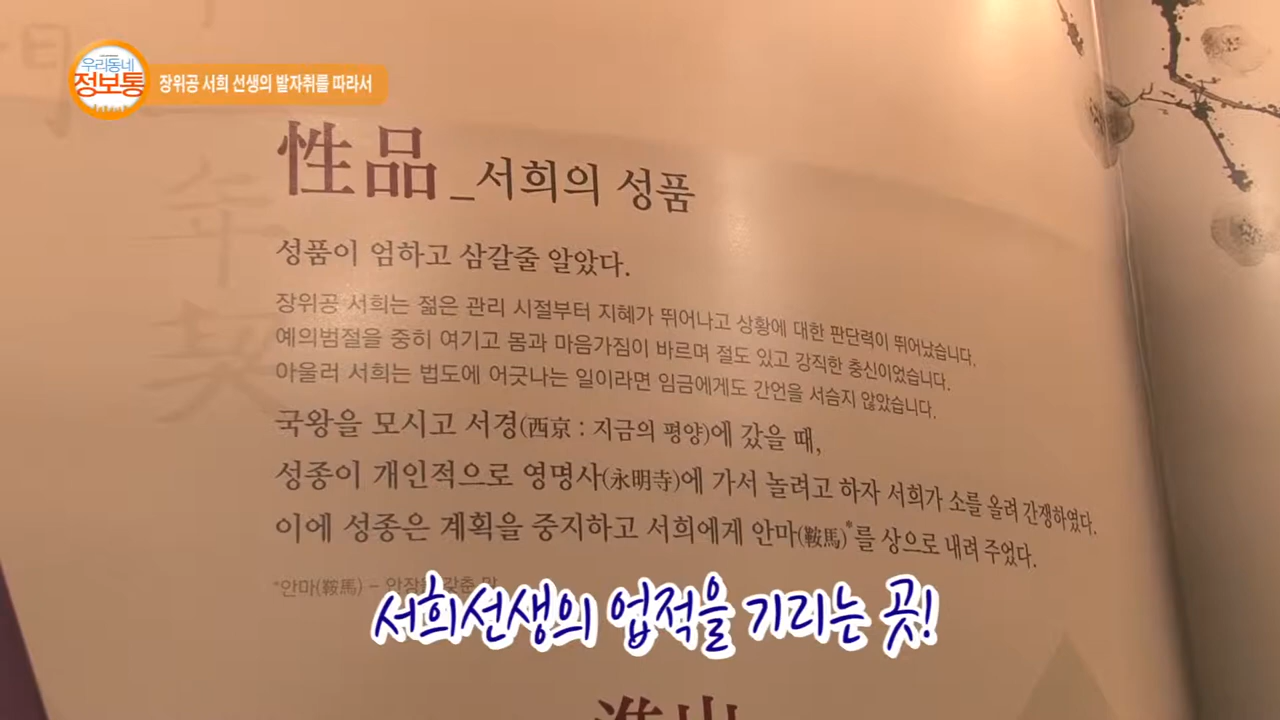 우리동네
정보통
장위공 서희 선생의 발자취를 따라서
性品_서희의 성품
성품이 엄하고 삼갈줄 알았다.
장위공 서희는 젊은 관리 시절부터 지혜가 뛰어나고 상황에 대한 판단력이 뛰어났습니다.
예의범절을 중히 여기고 몸과 마음가짐이 바르며 절도 있고 강직한 충신이었습니다.
아울러 서희는 법도에 어긋나는 일이라면 임금에게도 간언을 서슴지 않았습니다.
국왕을 모시고 서경(西京 : 지금의 평양)에 갔을 때,
성종이 개인적으로 영명사(永明寺)에 가서 놀려고 하자 서희가 소를 올려 간쟁하였다.
이에 성종은 계획을 중지하고 서희에게 안마(鞍馬)*를 상으로 내려 주었다.
*안마(鞍馬) - 안장을 갖춘 말
서희선생의 업적을 기리는 곳!
年
契